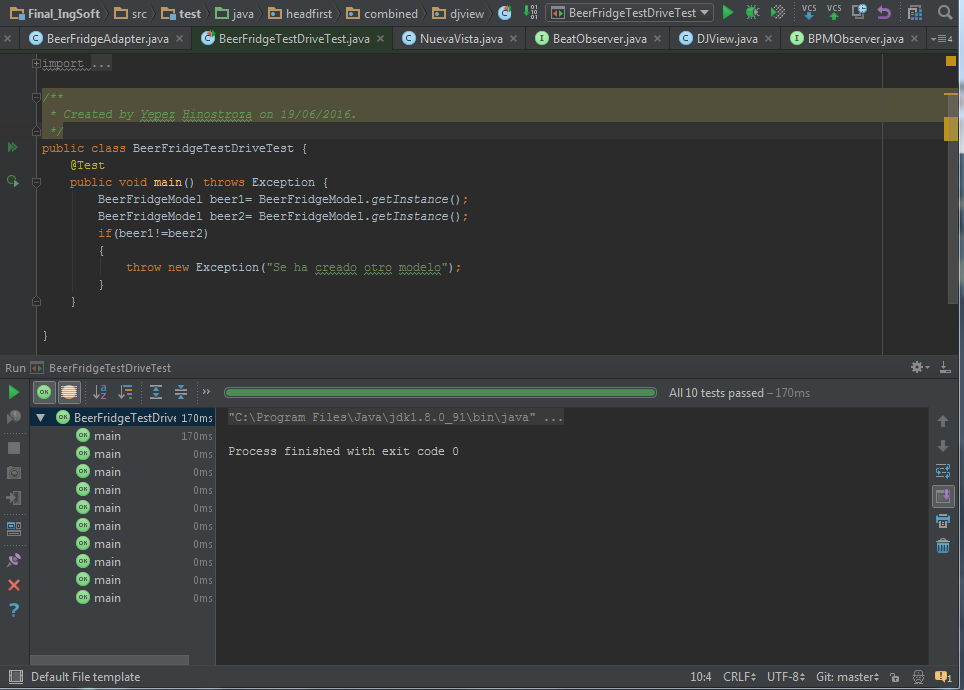 Final_IngSoft src test java headfirst combined djview BeerFridgeTestDriveTest VCS VCS
BeerFridgeAdapter.java BeerFridgeTestDriveTest.java NuevaVista.java BeatObserver.java DJView.java BPMObserver.java 4
import ...
/**
* Created by Yepez Hinostroza on 19/06/2016.
*/
public class BeerFridgeTestDriveTest {
@Test
public void main() throws Exception {
BeerFridgeModel beer1= BeerFridgeModel.getInstance();
BeerFridgeModel beer2= BeerFridgeModel.getInstance();
if(beer1!=beer2)
{
throw new Exception("Se ha creado otro modelo");
}
}
}
Run BeerFridgeTestDriveTest
All 10 tests passed – 170ms
BeerFridgeTestDrive 170ms "C:\Program Files\Java\jdk1.8.0_91\bin\java" ...
main 170ms
main 0ms Process finished with exit code 0
main 0ms
main 0ms
main 0ms
main 0ms
main 0ms
main 0ms
main 0ms
main 0ms
Default File template 10:4 CRLF UTF-8 Git: master 1